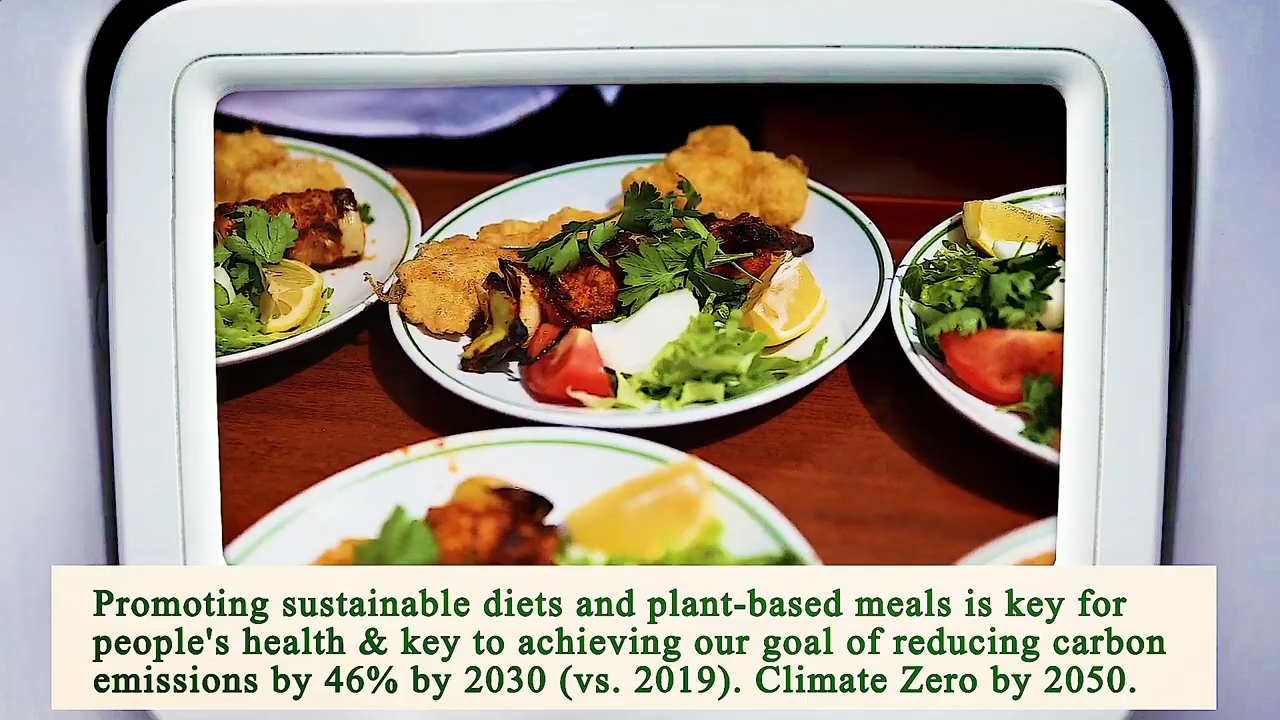 Promoting sustainable diets and plant-based meals is key for
people's health & key to achieving our goal of reducing carbon
emissions by 46% by 2030 (vs. 2019). Climate Zero by 2050.